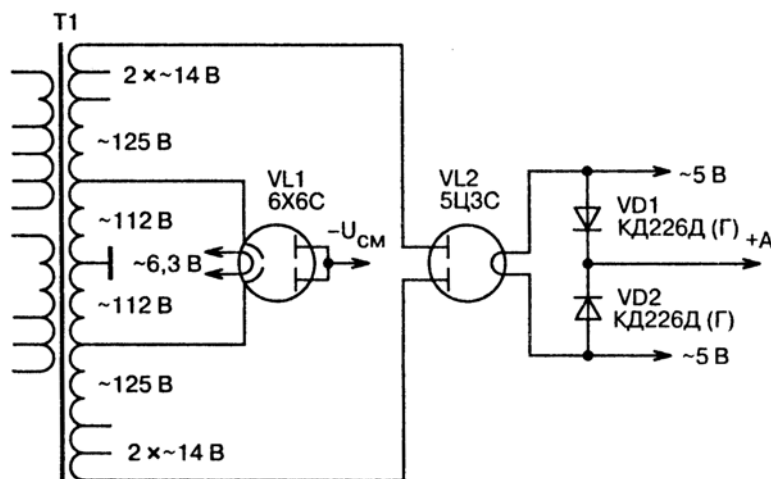 T1
2 × ~14 В
~125 В
~112 В
~6,3 В
~112 В
~125 В
2 × ~14 В
VL1
6Х6С
–Uсм
VL2
5Ц3С
~5 В
VD1
КД226Д (Г)
+А
VD2
КД226Д (Г)
~5 В